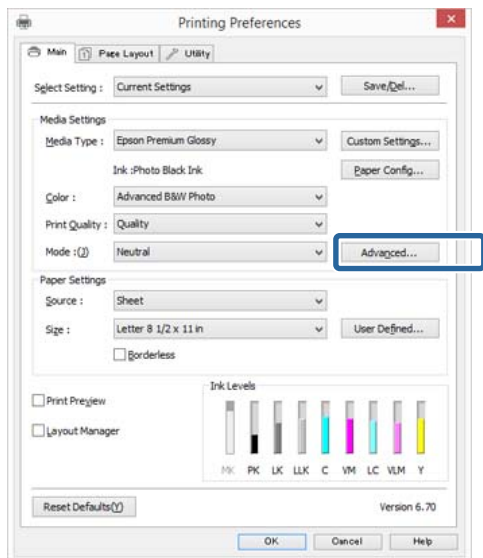 Printing Preferences
Main Page Layout Utility
Select Setting : Current Settings Save/Del...
Media Settings
Media Type : Epson Premium Glossy Custom Settings...
Ink :Photo Black Ink Paper Config...
Color : Advanced B&W Photo
Print Quality : Quality
Mode :(J) Neutral Advanced...
Paper Settings
Source : Sheet
Size : Letter 8 1/2 x 11 in User Defined...
Borderless
Ink Levels
Print Preview
Layout Manager
MK PK LK LLK C VM LC VLM Y
Reset Defaults(Y) Version 6.70
OK Cancel Help